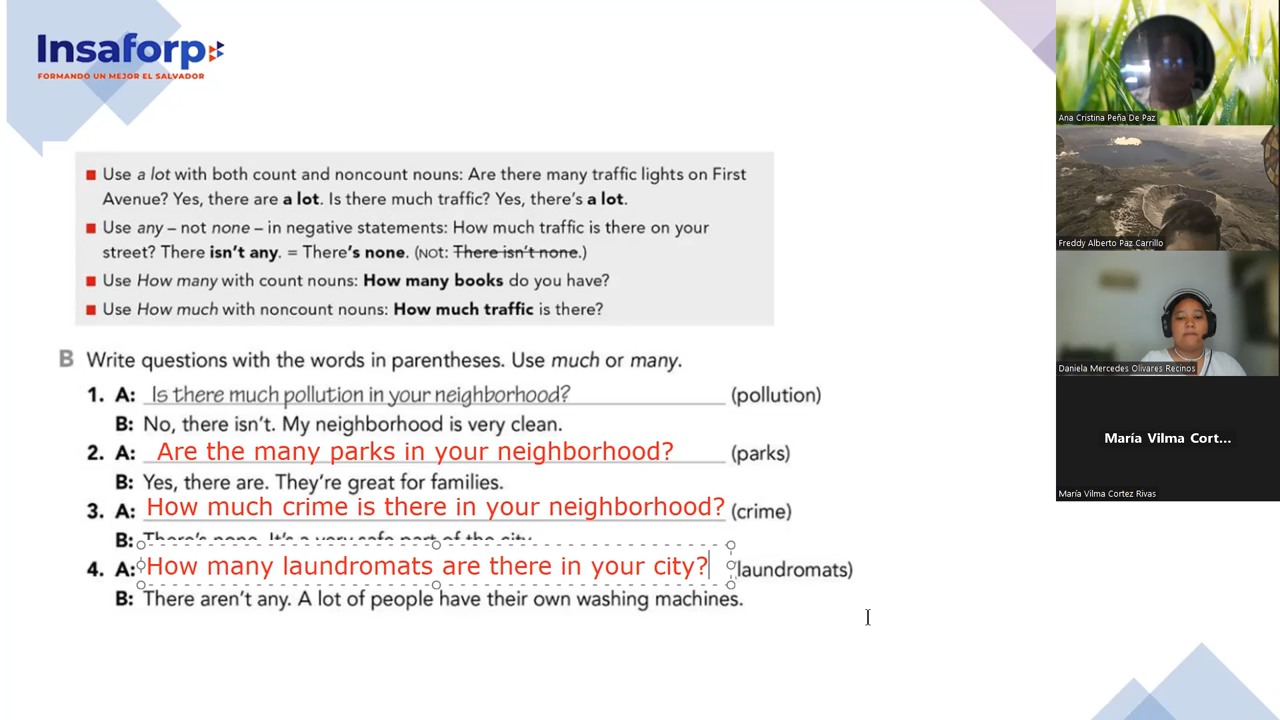 Insaforp
FORMANDO UN MEJOR EL SALVADOR
Use a lot with both count and noncount nouns: Are there many traffic lights on First
Avenue? Yes, there are a lot. Is there much traffic? Yes, there's a lot.
Use any – not none – in negative statements: How much traffic is there on your
street? There isn't any. = There's none. (NOT: There isn't none.)
Use How many with count nouns: How many books do you have?
Use How much with noncount nouns: How much traffic is there?
B Write questions with the words in parentheses. Use much or many.
1. A: Is there much pollution in your neighborhood? (pollution)
B: No, there isn't. My neighborhood is very clean.
2. A: Are the many parks in your neighborhood? (parks)
B: Yes, there are. They're great for families.
3. A: How much crime is there in your neighborhood? (crime)
B: There's none. It's a very safe part of the city.
4. A: How many laundromats are there in your city? laundromats)
B: There aren't any. A lot of people have their own washing machines.
Ana Cristina Peña De Paz
Freddy Alberto Paz Carrillo
Daniela Mercedes Olivares Recinos
María Vilma Cort...
María Vilma Cortez Rivas